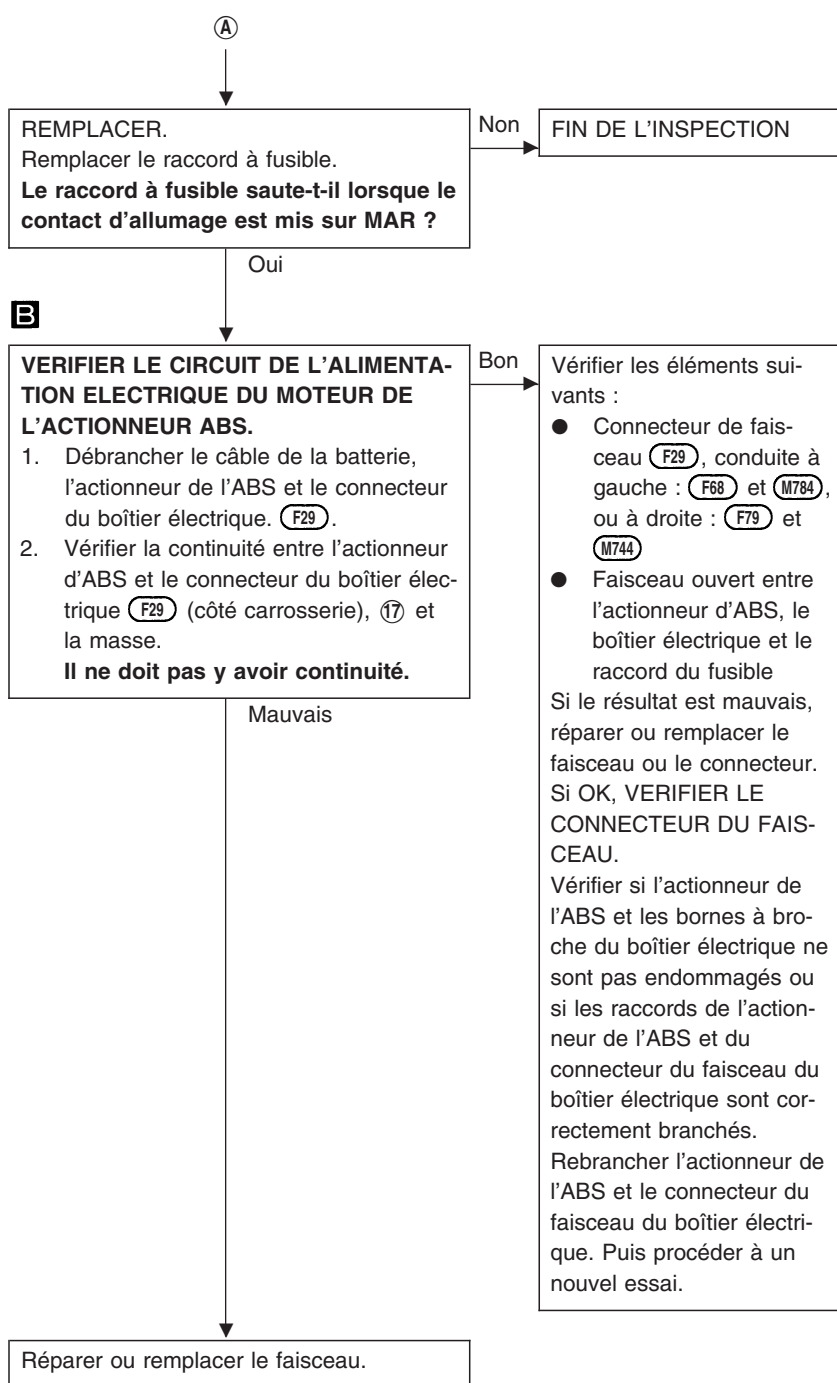 Ⓐ
REMPLACER.
Remplacer le raccord à fusible.
Le raccord à fusible saute-t-il lorsque le
contact d'allumage est mis sur MAR ?
Non
FIN DE L'INSPECTION
Oui
B
VERIFIER LE CIRCUIT DE L'ALIMENTA-
TION ELECTRIQUE DU MOTEUR DE
L'ACTIONNEUR ABS.
1. Débrancher le câble de la batterie,
l'actionneur de l'ABS et le connecteur
du boîtier électrique. F29 .
2. Vérifier la continuité entre l'actionneur
d'ABS et le connecteur du boîtier élec-
trique F29 (côté carrosserie), ⑰ et
la masse.
Il ne doit pas y avoir continuité.
Bon
Vérifier les éléments sui-
vants :
● Connecteur de fais-
ceau F29 , conduite à
gauche : F68 et M784 ,
ou à droite : F79 et
M744
● Faisceau ouvert entre
l'actionneur d'ABS, le
boîtier électrique et le
raccord du fusible
Si le résultat est mauvais,
réparer ou remplacer le
faisceau ou le connecteur.
Si OK, VERIFIER LE
CONNECTEUR DU FAIS-
CEAU.
Vérifier si l'actionneur de
l'ABS et les bornes à bro-
che du boîtier électrique ne
sont pas endommagés ou
si les raccords de l'action-
neur de l'ABS et du
connecteur du faisceau du
boîtier électrique sont cor-
rectement branchés.
Rebrancher l'actionneur de
l'ABS et le connecteur du
faisceau du boîtier électri-
que. Puis procéder à un
nouvel essai.
Mauvais
Réparer ou remplacer le faisceau.